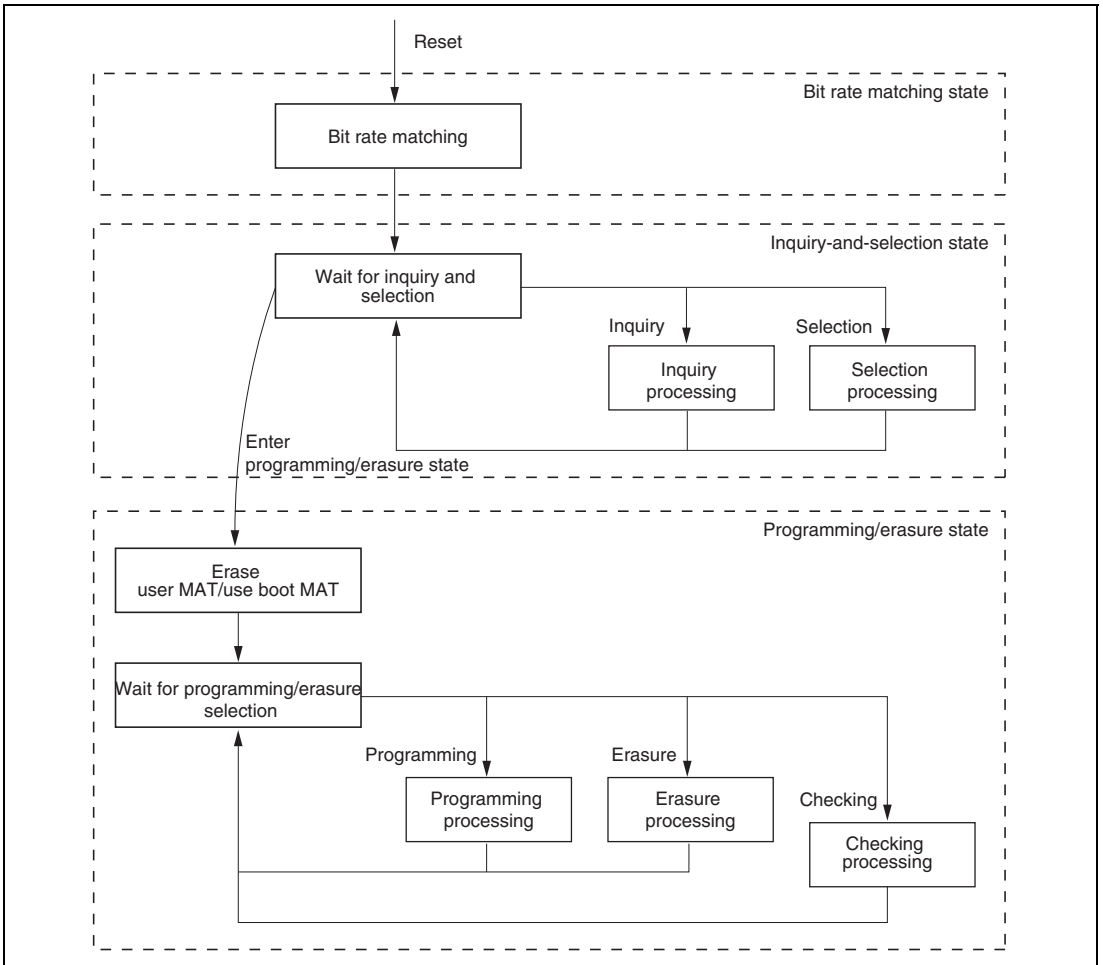 Reset
Bit rate matching state
Bit rate matching
Inquiry-and-selection state
Wait for inquiry and
selection
Inquiry
Selection
Inquiry
processing
Selection
processing
Enter
programming/erasure state
Programming/erasure state
Erase
user MAT/use boot MAT
Wait for programming/erasure
selection
Programming
Erasure
Checking
Programming
processing
Erasure
processing
Checking
processing